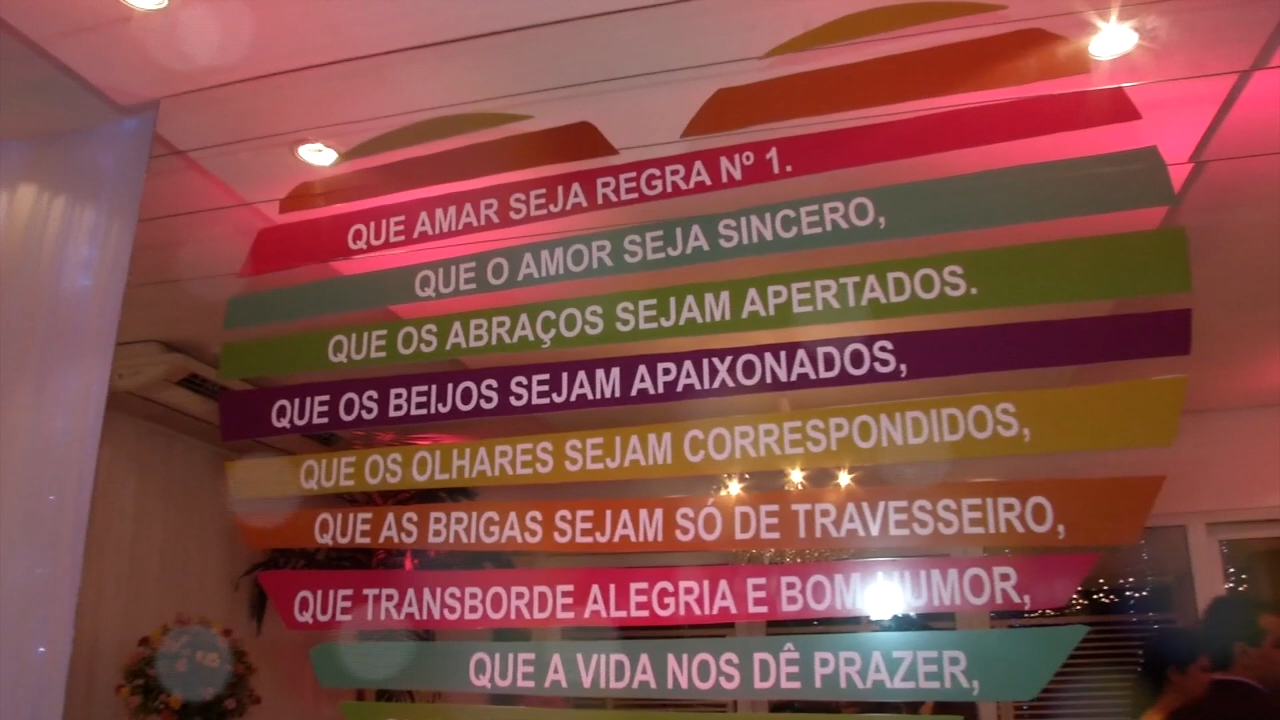 QUE AMAR SEJA REGRA Nº 1.
QUE O AMOR SEJA SINCERO,
QUE OS ABRAÇOS SEJAM APERTADOS.
QUE OS BEIJOS SEJAM APAIXONADOS,
QUE OS OLHARES SEJAM CORRESPONDIDOS,
QUE AS BRIGAS SEJAM SÓ DE TRAVESSEIRO,
QUE TRANSBORDE ALEGRIA E BOM HUMOR,
QUE A VIDA NOS DÊ PRAZER,